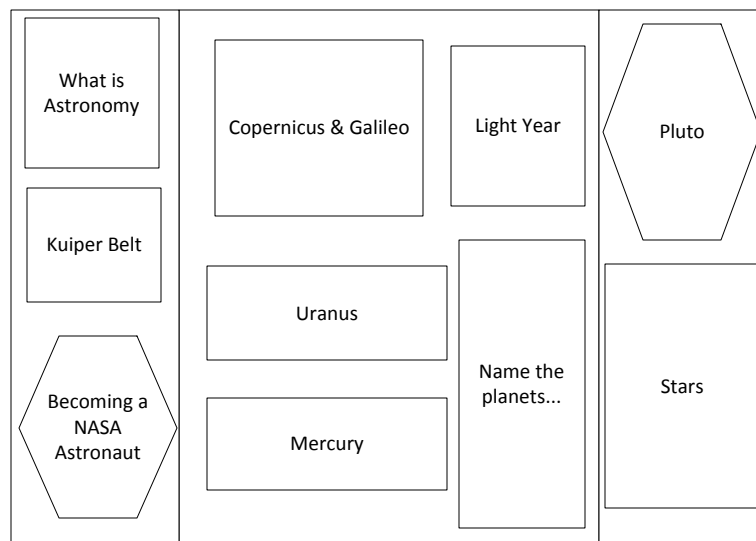 What is
Astronomy
Kuiper Belt
Becoming a
NASA
Astronaut
Copernicus & Galileo
Light Year
Uranus
Mercury
Name the
planets...
Pluto
Stars